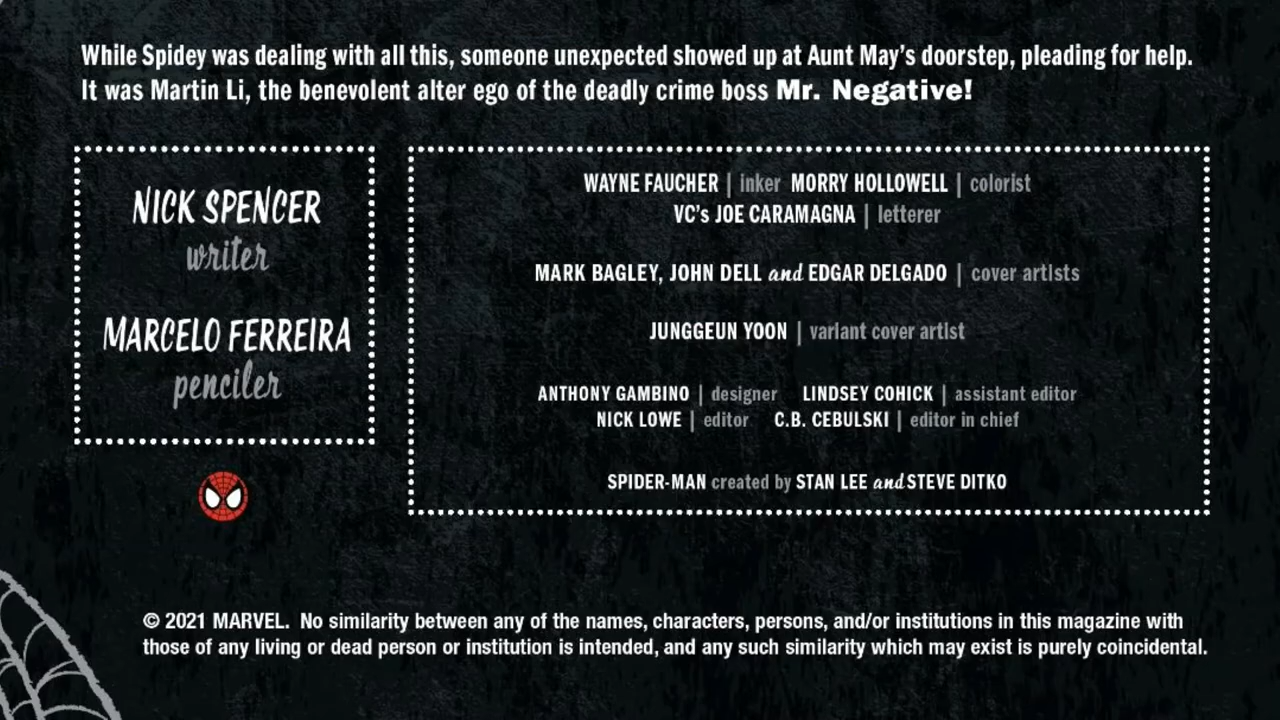 While Spidey was dealing with all this, someone unexpected showed up at Aunt May's doorstep, pleading for help.
It was Martin Li, the benevolent alter ego of the deadly crime boss Mr. Negative!
NICK SPENCER
writer
MARCELO FERREIRA
penciler
WAYNE FAUCHER | inker MORRY HOLLOWELL | colorist
VC's JOE CARAMAGNA | letterer
MARK BAGLEY, JOHN DELL and EDGAR DELGADO | cover artists
JUNGGEUN YOON | variant cover artist
ANTHONY GAMBINO | designer LINDSEY COHICK | assistant editor
NICK LOWE | editor C.B. CEBULSKI | editor in chief
SPIDER-MAN created by STAN LEE and STEVE DITKO
© 2021 MARVEL. No similarity between any of the names, characters, persons, and/or institutions in this magazine with
those of any living or dead person or institution is intended, and any such similarity which may exist is purely coincidental.